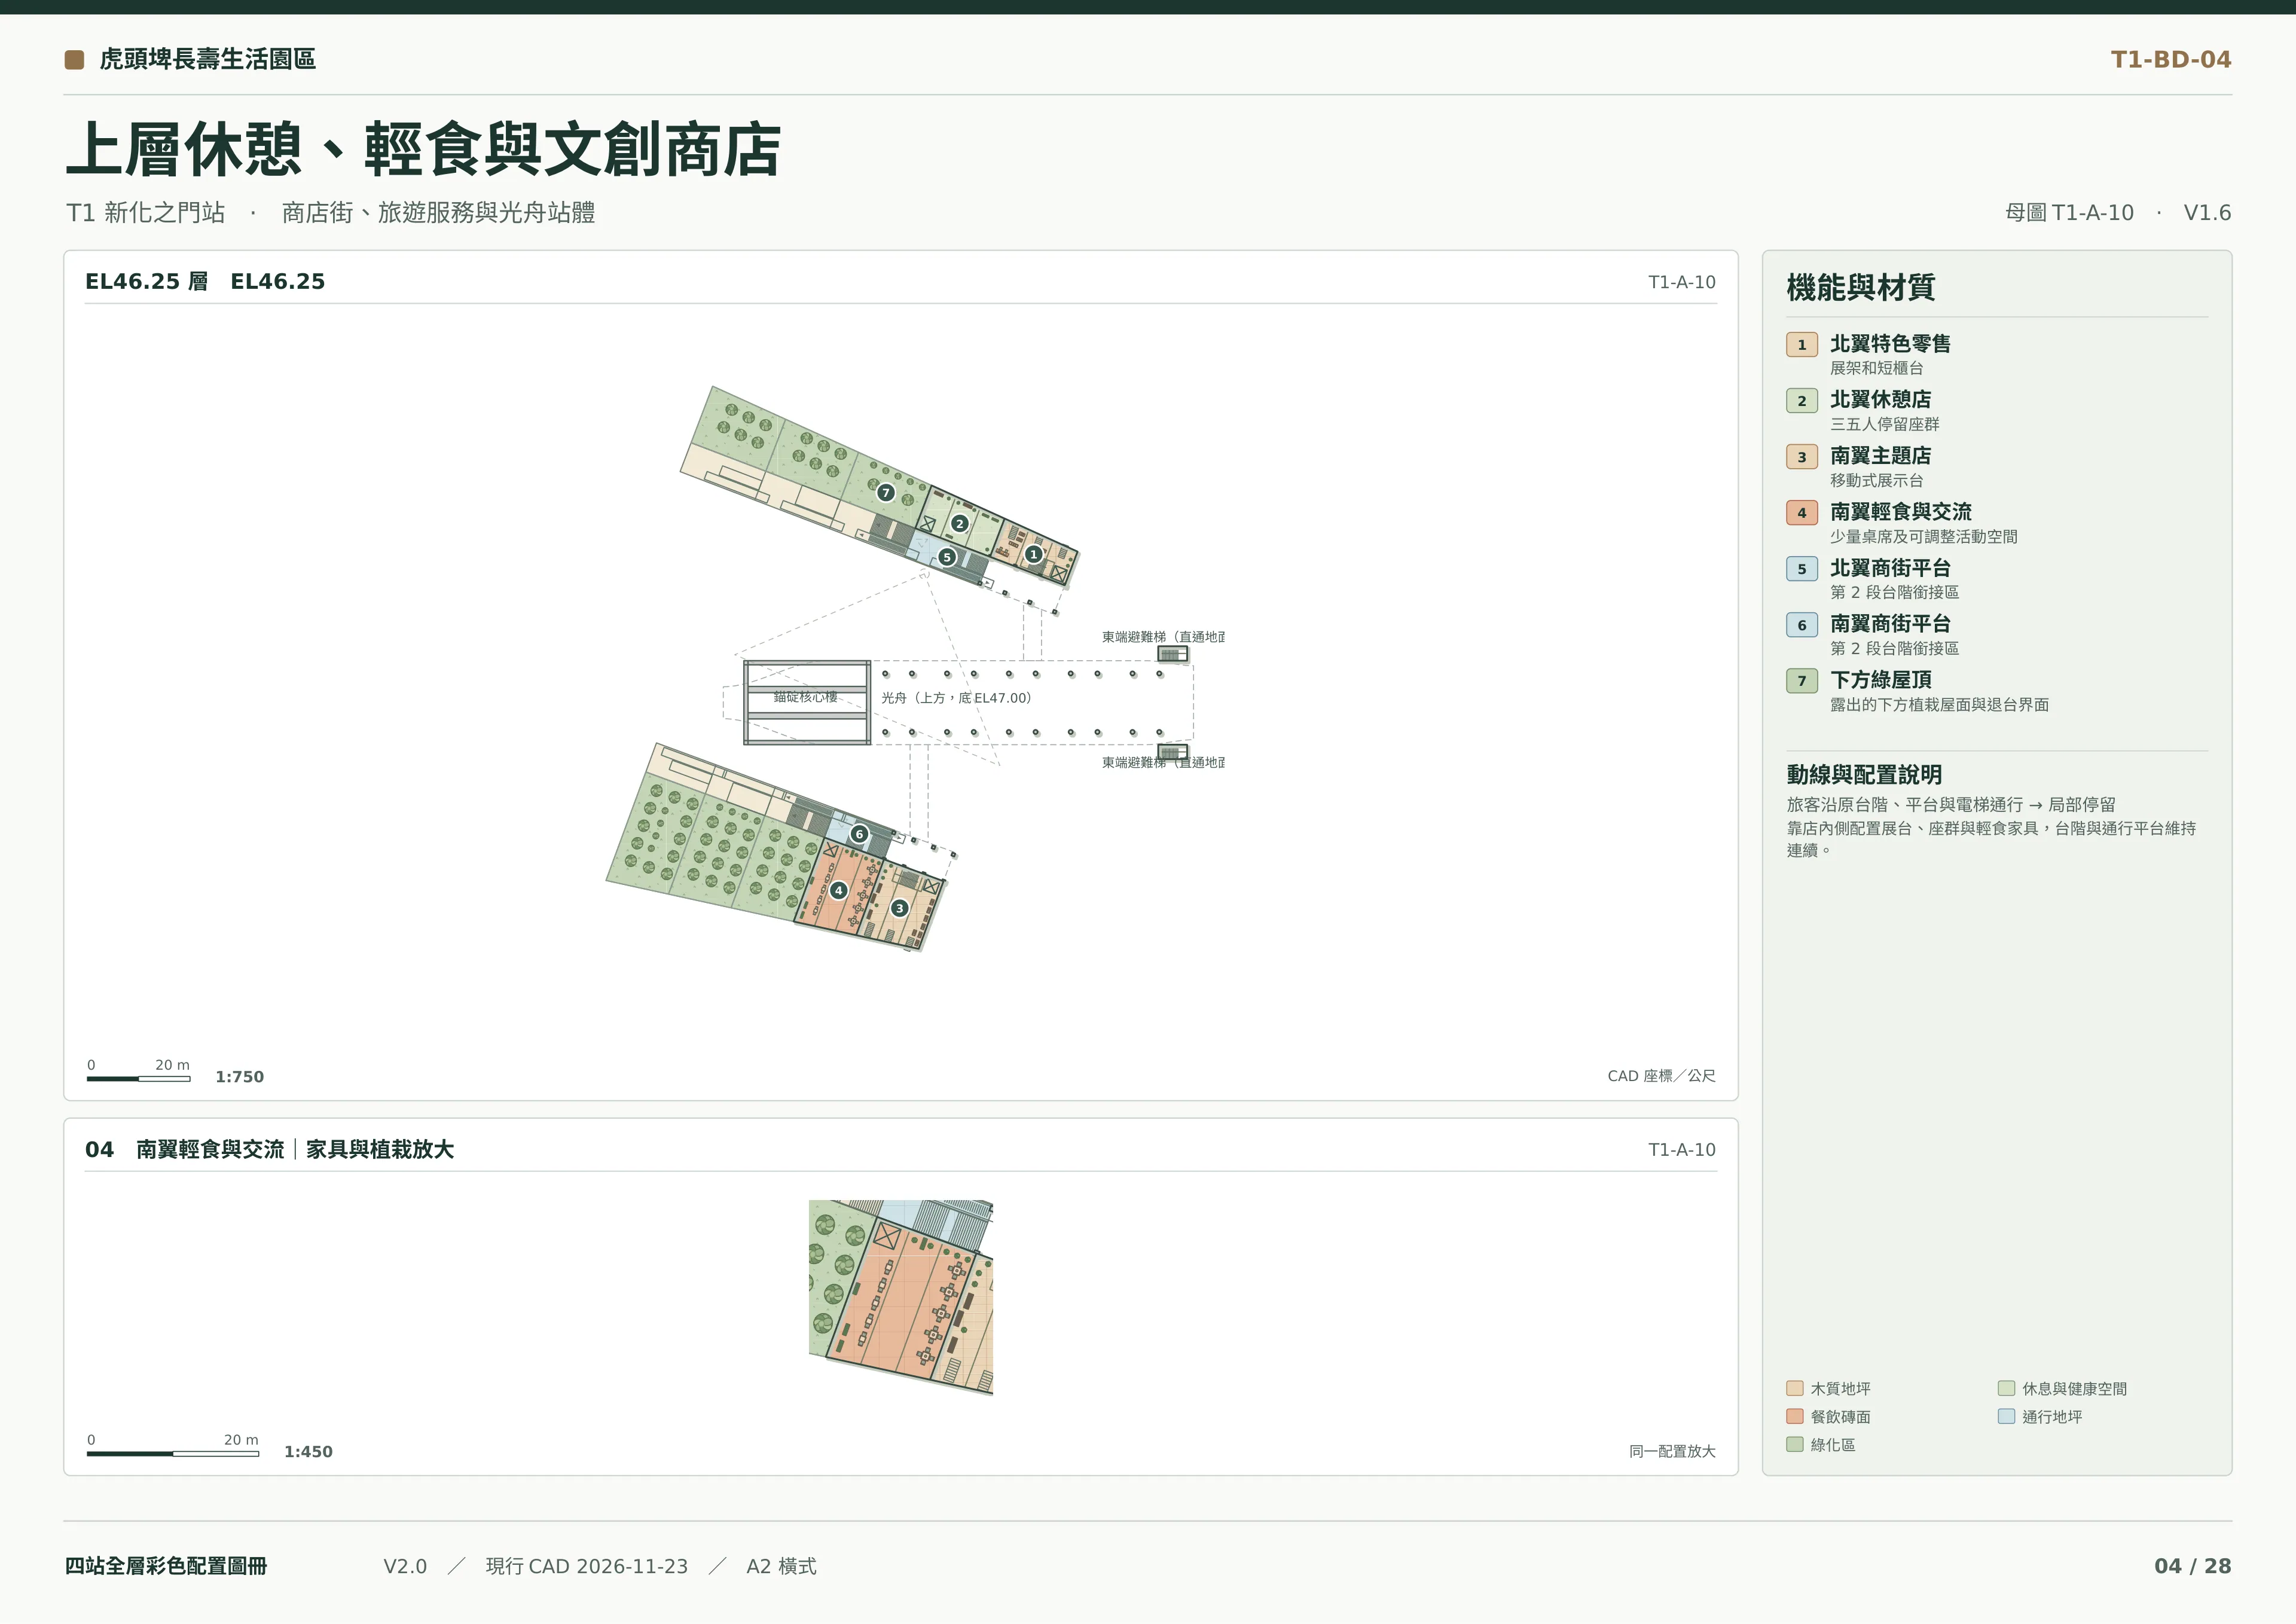 虎頭埤長壽生活園區
T1-BD-04
上層休憩、輕食與文創商店
T1 新化之門站 · 商店街、旅遊服務與光舟站體
母圖 T1-A-10 · V1.6
EL46.25 層 EL46.25
T1-A-10
7
2
5
1
東端避難梯（直通地面
錨碇核心樓
光舟（上方，底 EL47.00）
東端避難梯（直通地面
6
4
3
0 20 m 1:750
CAD 座標／公尺
04 南翼輕食與交流｜家具與植栽放大
T1-A-10
0 20 m 1:450
同一配置放大
機能與材質
1 北翼特色零售
展架和短櫃台
2 北翼休憩店
三五人停留座群
3 南翼主題店
移動式展示台
4 南翼輕食與交流
少量桌席及可調整活動空間
5 北翼商街平台
第 2 段台階銜接區
6 南翼商街平台
第 2 段台階銜接區
7 下方綠屋頂
露出的下方植栽屋面與退台界面
動線與配置說明
旅客沿原台階、平台與電梯通行 → 局部停留
靠店內側配置展台、座群與輕食家具，台階與通行平台維持
連續。
木質地坪
休息與健康空間
餐飲磚面
通行地坪
綠化區
四站全層彩色配置圖冊
V2.0 ／ 現行 CAD 2026-11-23 ／ A2 橫式
04 / 28